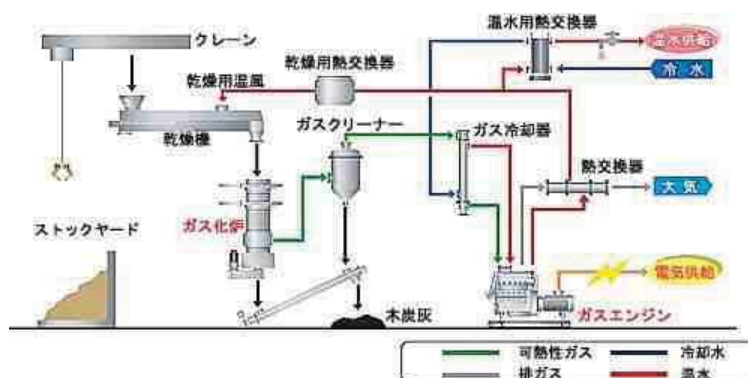 クレーン
温水用熱交換器
温水供給
冷水
乾燥用熱交換器
乾燥用温風
乾燥機
ガスクリーナー
ガス冷却器
熱交換器
大気
ストックヤード
ガス化炉
電気供給
ガスエンジン
木炭灰
可熱性ガス
冷却水
排ガス
温水